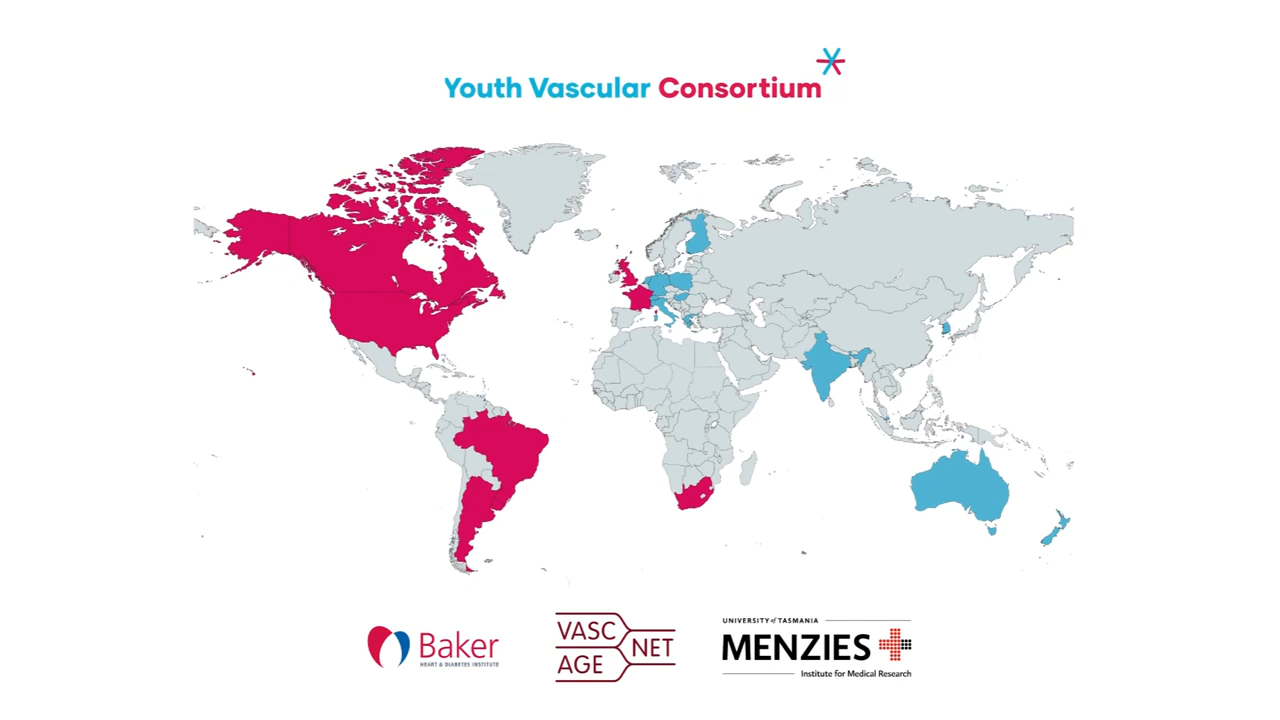 Youth Vascular Consortium
Baker
HEART & DIABETES INSTITUTE
VASC
AGE
NET
UNIVERSITY of TASMANIA
MENZIES
Institute for Medical Research